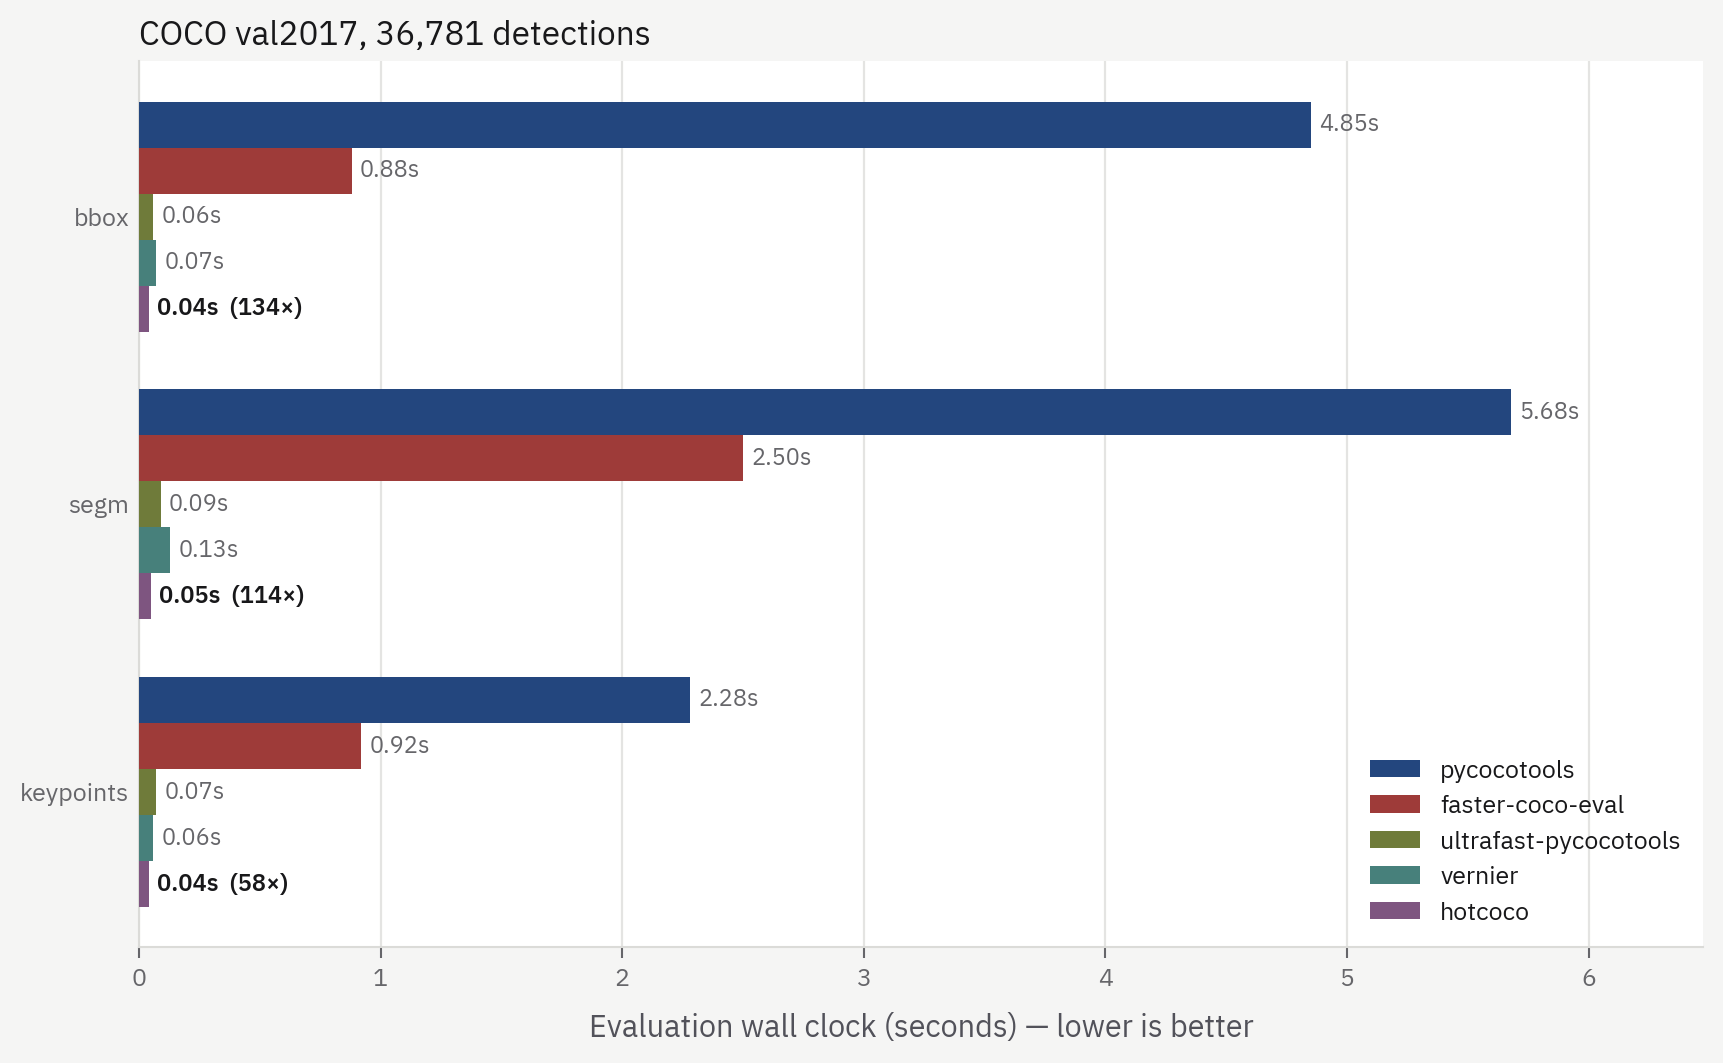 COCO val2017, 36,781 detections
bbox
4.85s
0.88s
0.06s
0.07s
0.04s (134×)
segm
5.68s
2.50s
0.09s
0.13s
0.05s (114×)
keypoints
2.28s
0.92s
0.07s
0.06s
0.04s (58×)
pycocotools
faster-coco-eval
ultrafast-pycocotools
vernier
hotcoco
0 1 2 3 4 5 6
Evaluation wall clock (seconds) — lower is better